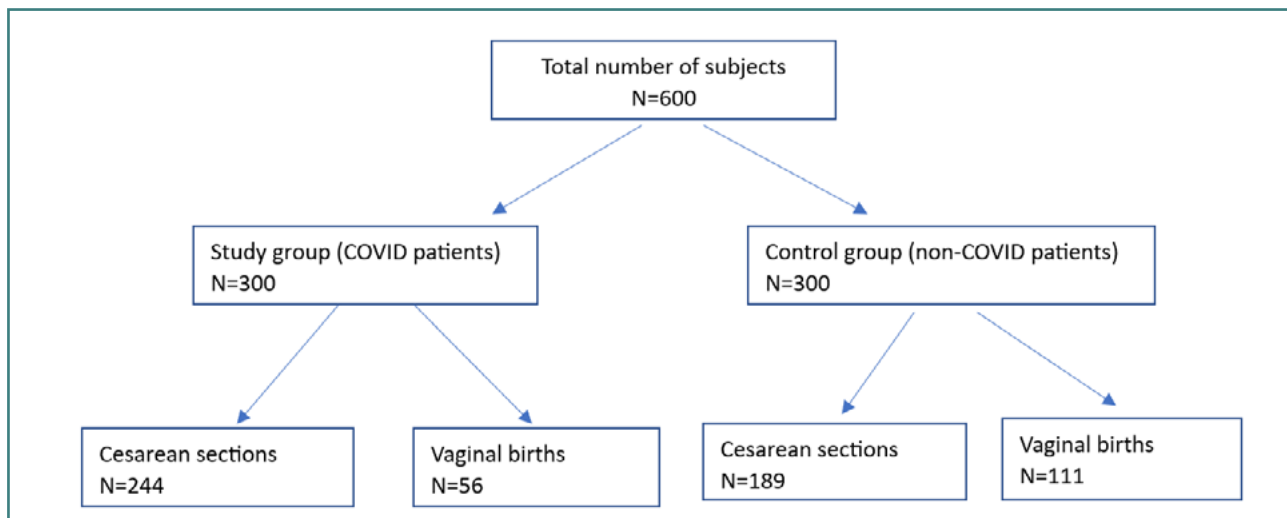 Total number of subjects
N=600
Study group (COVID patients)
N=300
Control group (non-COVID patients)
N=300
Cesarean sections
N=244
Vaginal births
N=56
Cesarean sections
N=189
Vaginal births
N=111